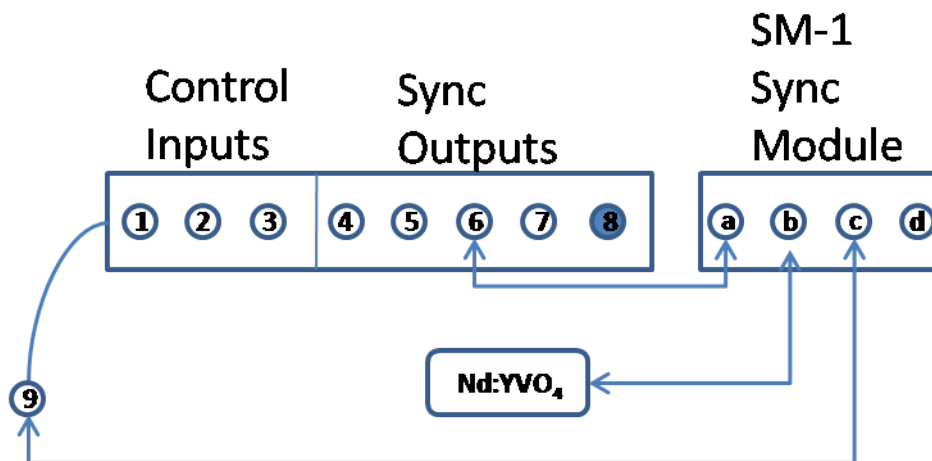 Control
Inputs
Sync
Outputs
SM-1
Sync
Module
1 2 3 4 5 6 7 8 a b c d
Nd:YVO₄
9